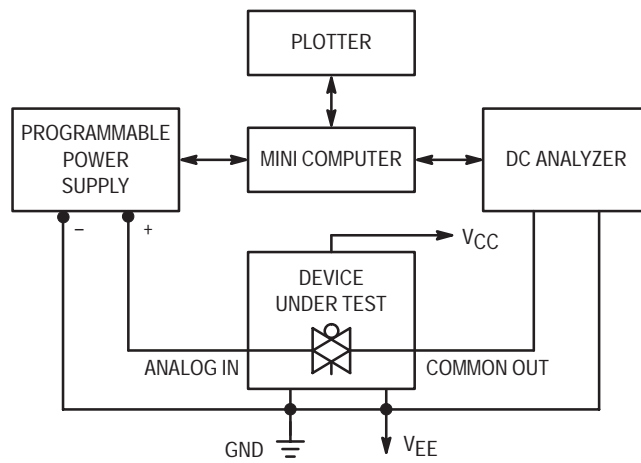 PLOTTER
PROGRAMMABLE
POWER
SUPPLY
MINI COMPUTER
DC ANALYZER
– +
VCC
DEVICE
UNDER TEST
ANALOG IN
COMMON OUT
GND
VEE